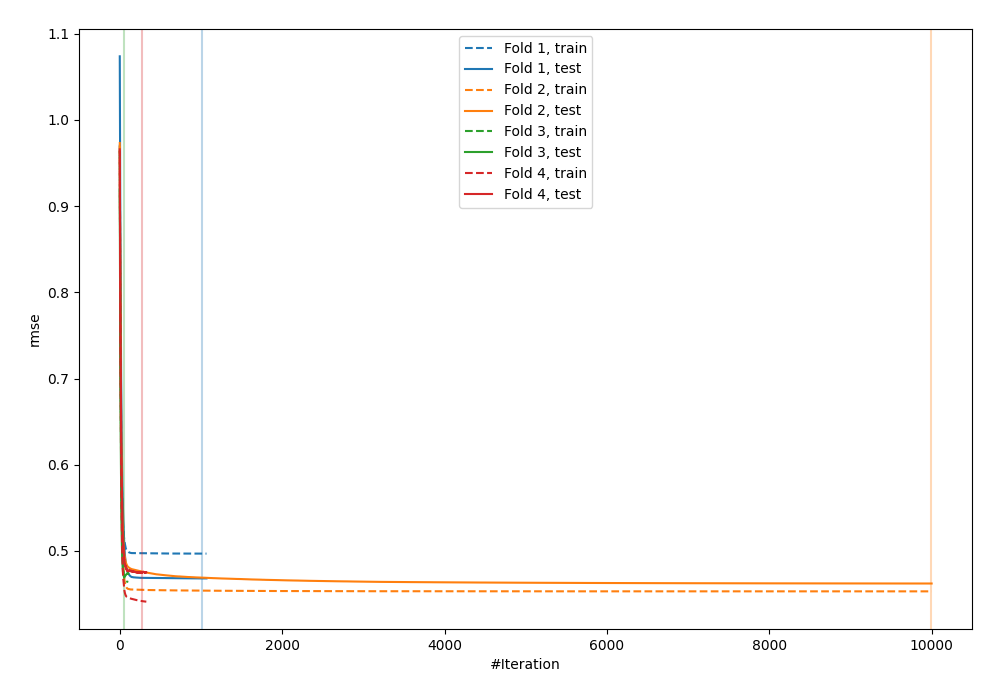 1.1
1.0
0.9
0.8
0.7
0.6
0.5
rmse
Fold 1, train
Fold 1, test
Fold 2, train
Fold 2, test
Fold 3, train
Fold 3, test
Fold 4, train
Fold 4, test
0 2000 4000 6000 8000 10000
#Iteration